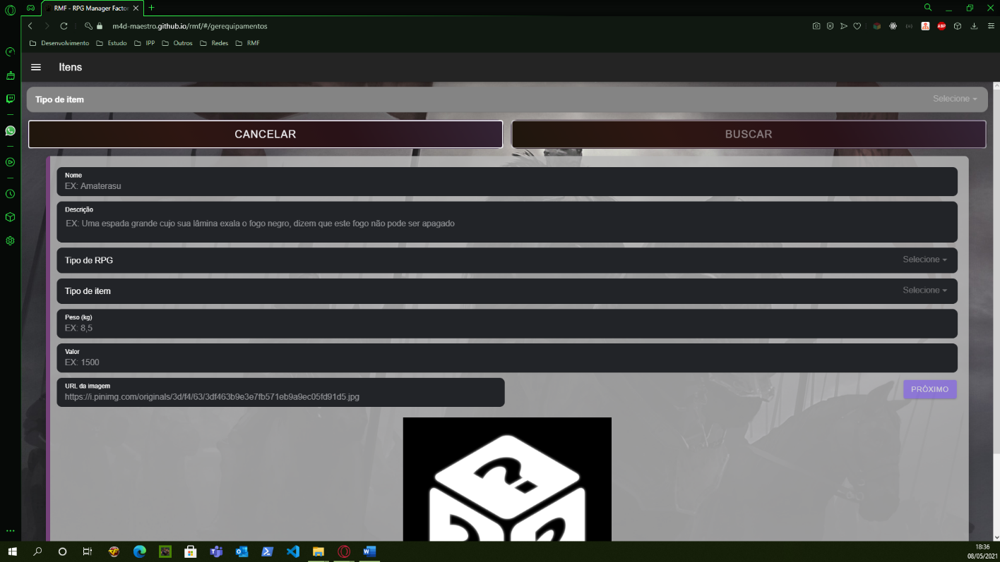 RMF - RPG Manager Factor
m4d-maestro.github.io/rmf/#/gerequipamentos
Desenvolvimento Estudo IPP Outros Redes RMF
Itens
Tipo de item Selecione
CANCELAR BUSCAR
Nome
EX: Amaterasu
Descrição
EX: Uma espada grande cujo sua lâmina exala o fogo negro, dizem que este fogo não pode ser apagado
Tipo de RPG Selecione
Tipo de item Selecione
Peso (kg)
EX: 8,5
Valor
EX: 1500
URL da imagem
https://i.pinimg.com/originals/3d/f4/63/3df463b9e3e7fb571eb9a9ec05fd91d5.jpg
PRÓXIMO
18:36
08/05/2021